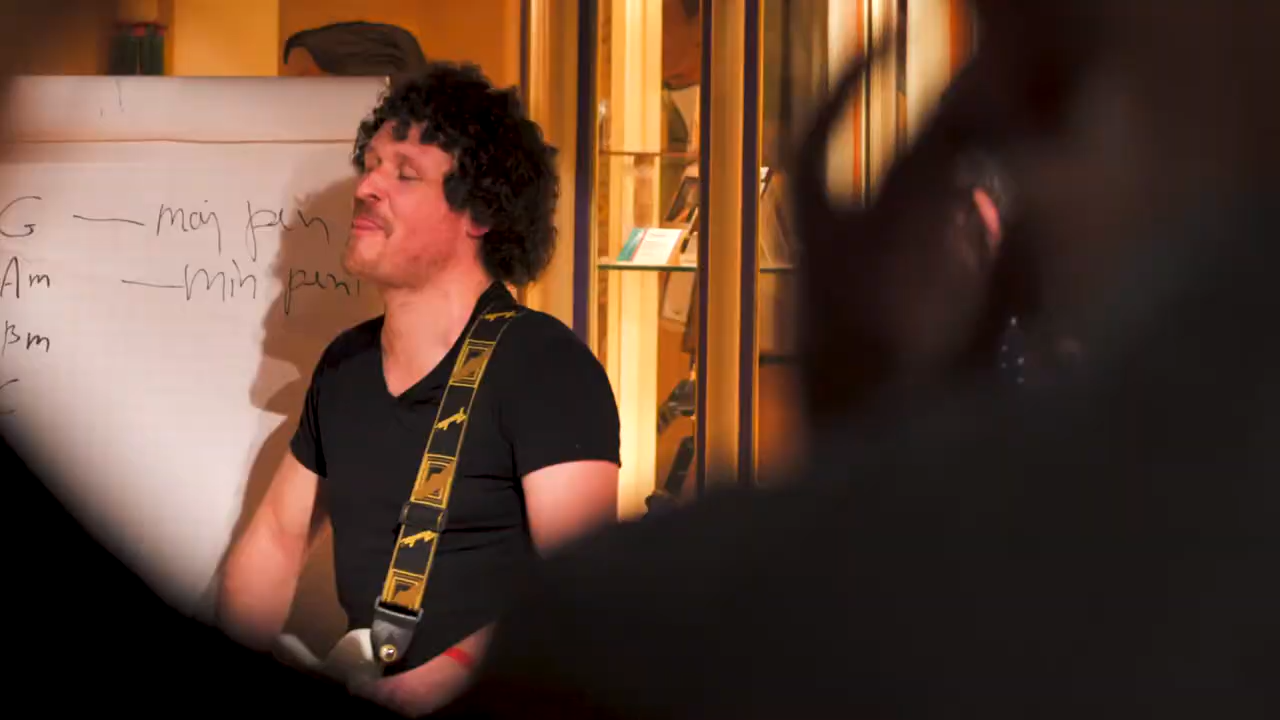 G — maj pen
Am — min pent
Bm
C